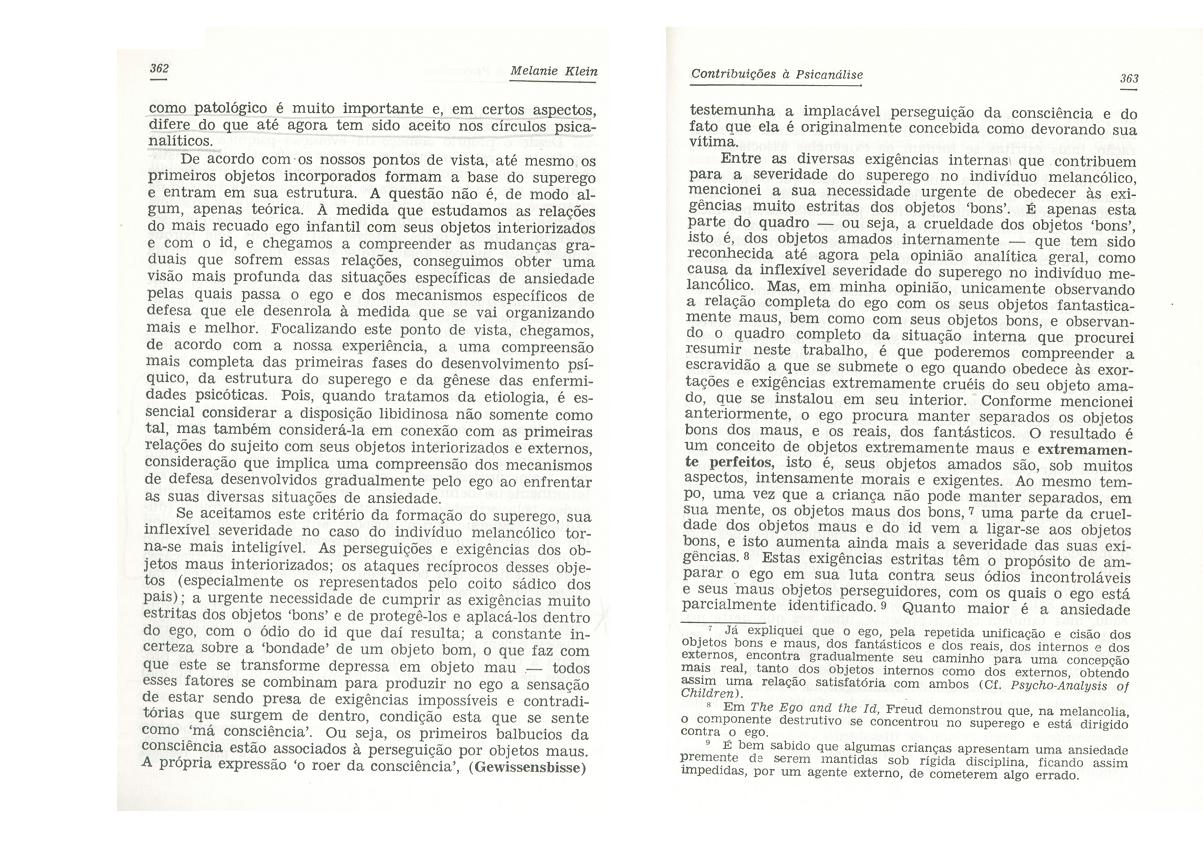 362
Melanie Klein
como patológico é muito importante e, em certos aspectos,
difere do que até agora tem sido aceito nos círculos psica-
nalíticos.
De acordo com os nossos pontos de vista, até mesmo os
primeiros objetos incorporados formam a base do superego
e entram em sua estrutura. A questão não é, de modo al-
gum, apenas teórica. À medida que estudamos as relações
do mais recuado ego infantil com seus objetos interiorizados
e com o id, e chegamos a compreender as mudanças gra-
duais que sofrem essas relações, conseguimos obter uma
visão mais profunda das situações específicas de ansiedade
pelas quais passa o ego e dos mecanismos específicos de
defesa que ele desenrola à medida que se vai organizando
mais e melhor. Focalizando este ponto de vista, chegamos,
de acordo com a nossa experiência, a uma compreensão
mais completa das primeiras fases do desenvolvimento psí-
quico, da estrutura do superego e da gênese das enfermi-
dades psicóticas. Pois, quando tratamos da etiologia, é es-
sencial considerar a disposição libidinosa não somente como
tal, mas também considerá-la em conexão com as primeiras
relações do sujeito com seus objetos interiorizados e externos,
consideração que implica uma compreensão dos mecanismos
de defesa desenvolvidos gradualmente pelo ego ao enfrentar
as suas diversas situações de ansiedade.
Se aceitamos este critério da formação do superego, sua
inflexível severidade no caso do indivíduo melancólico tor-
na-se mais inteligível. As perseguições e exigências dos ob-
jetos maus interiorizados; os ataques recíprocos desses obje-
tos (especialmente os representados pelo coito sádico dos
pais); a urgente necessidade de cumprir as exigências muito
estritas dos objetos 'bons' e de protegê-los e aplacá-los dentro
do ego, com o ódio do id que daí resulta; a constante in-
certeza sobre a 'bondade' de um objeto bom, o que faz com
que este se transforme depressa em objeto mau — todos
esses fatores se combinam para produzir no ego a sensação
de estar sendo presa de exigências impossíveis e contradi-
tórias que surgem de dentro, condição esta que se sente
como 'má consciência'. Ou seja, os primeiros balbucios da
consciência estão associados à perseguição por objetos maus.
A própria expressão 'o roer da consciência', (Gewissensbisse)
Contribuições à Psicanálise
363
testemunha a implacável perseguição da consciência e do
fato que ela é originalmente concebida como devorando sua
vítima.
Entre as diversas exigências internas que contribuem
para a severidade do superego no indivíduo melancólico,
mencionei a sua necessidade urgente de obedecer às exi-
gências muito estritas dos objetos 'bons'. É apenas esta
parte do quadro — ou seja, a crueldade dos objetos 'bons',
isto é, dos objetos amados internamente — que tem sido
reconhecida até agora pela opinião analítica geral, como
causa da inflexível severidade do superego no indivíduo me-
lancólico. Mas, em minha opinião, unicamente observando
a relação completa do ego com os seus objetos fantastica-
mente maus, bem como com seus objetos bons, e observan-
do o quadro completo da situação interna que procurei
resumir neste trabalho, é que poderemos compreender a
escravidão a que se submete o ego quando obedece às exor-
tações e exigências extremamente cruéis do seu objeto ama-
do, que se instalou em seu interior. Conforme mencionei
anteriormente, o ego procura manter separados os objetos
bons dos maus, e os reais, dos fantásticos. O resultado é
um conceito de objetos extremamente maus e extremamen-
te perfeitos, isto é, seus objetos amados são, sob muitos
aspectos, intensamente morais e exigentes. Ao mesmo tem-
po, uma vez que a criança não pode manter separados, em
sua mente, os objetos maus dos bons, 7 uma parte da cruel-
dade dos objetos maus e do id vem a ligar-se aos objetos
bons, e isto aumenta ainda mais a severidade das suas exi-
gências. 8 Estas exigências estritas têm o propósito de am-
parar o ego em sua luta contra seus ódios incontroláveis
e seus maus objetos perseguidores, com os quais o ego está
parcialmente identificado. 9 Quanto maior é a ansiedade
7 Já expliquei que o ego, pela repetida unificação e cisão dos
objetos bons e maus, dos fantásticos e dos reais, dos internos e dos
externos, encontra gradualmente seu caminho para uma concepção
mais real, tanto dos objetos internos como dos externos, obtendo
assim uma relação satisfatória com ambos (Cf. Psycho-Analysis of
Children).
8 Em The Ego and the Id, Freud demonstrou que, na melancolia,
o componente destrutivo se concentrou no superego e está dirigido
contra o ego.
9 É bem sabido que algumas crianças apresentam uma ansiedade
premente de serem mantidas sob rígida disciplina, ficando assim
impedidas, por um agente externo, de cometerem algo errado.